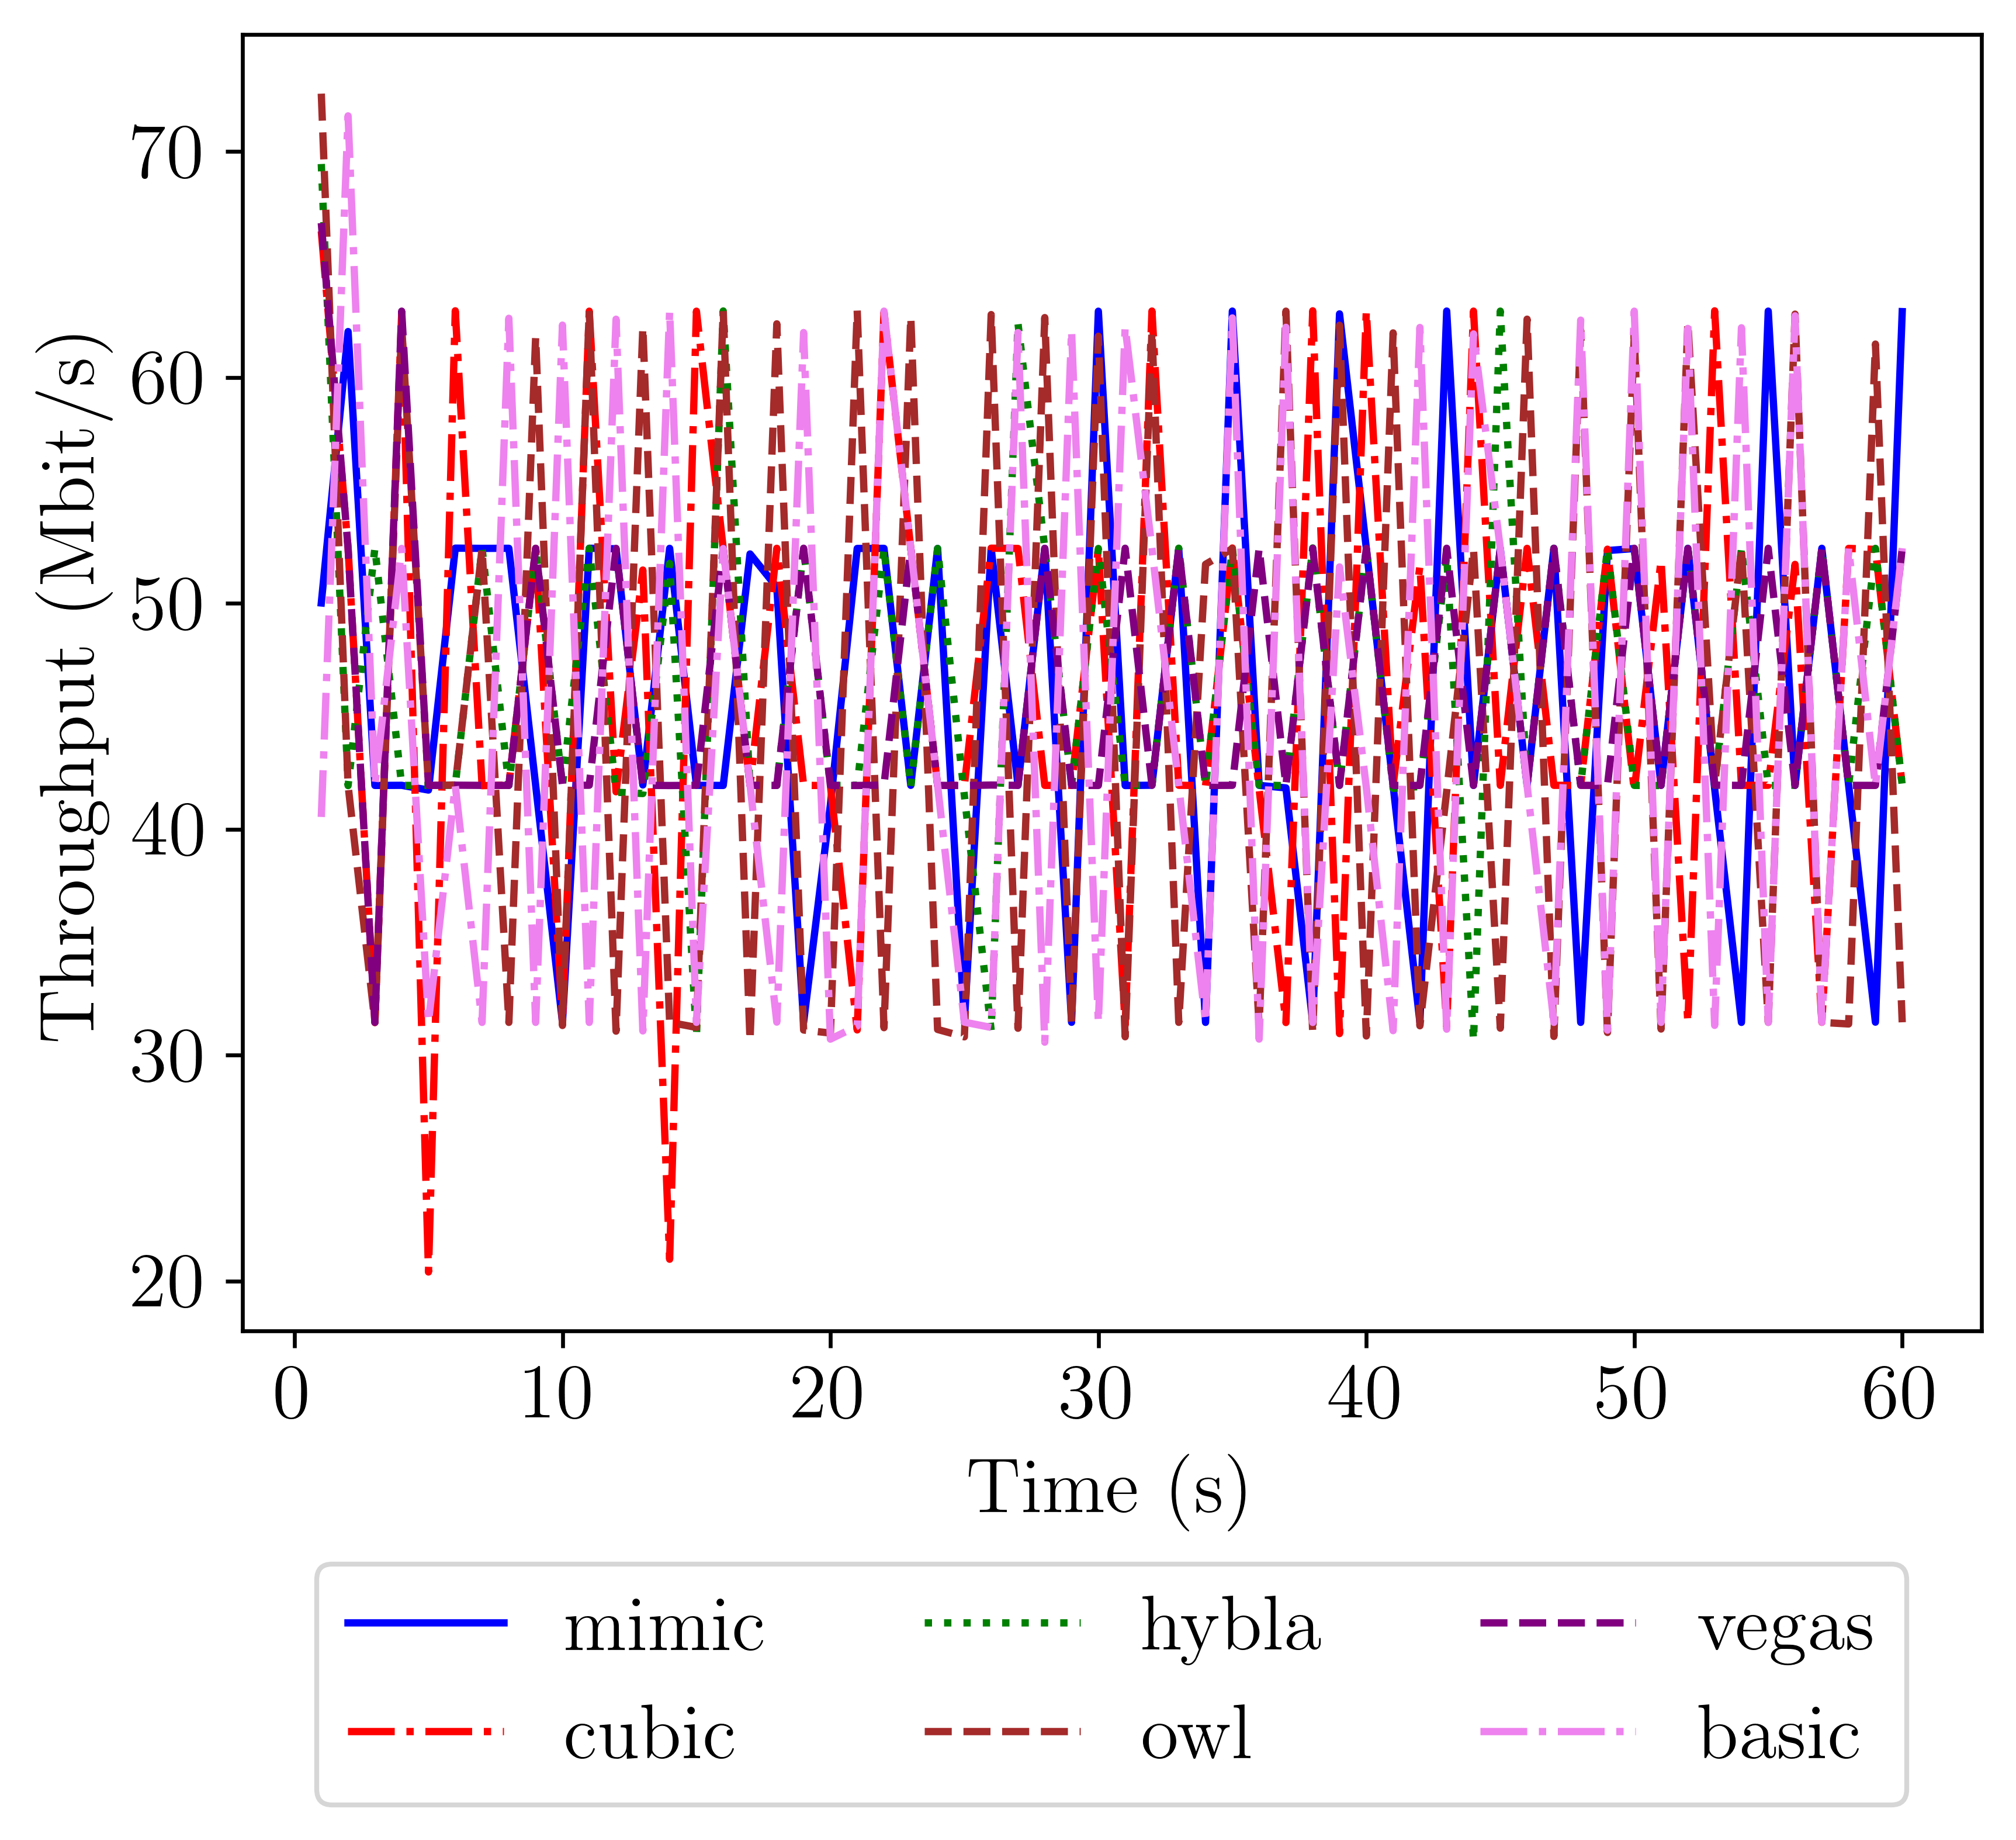 Throughput (Mbit/s)
70
60
50
40
30
20
0 10 20 30 40 50 60
Time (s)
mimic hybla vegas
cubic owl basic